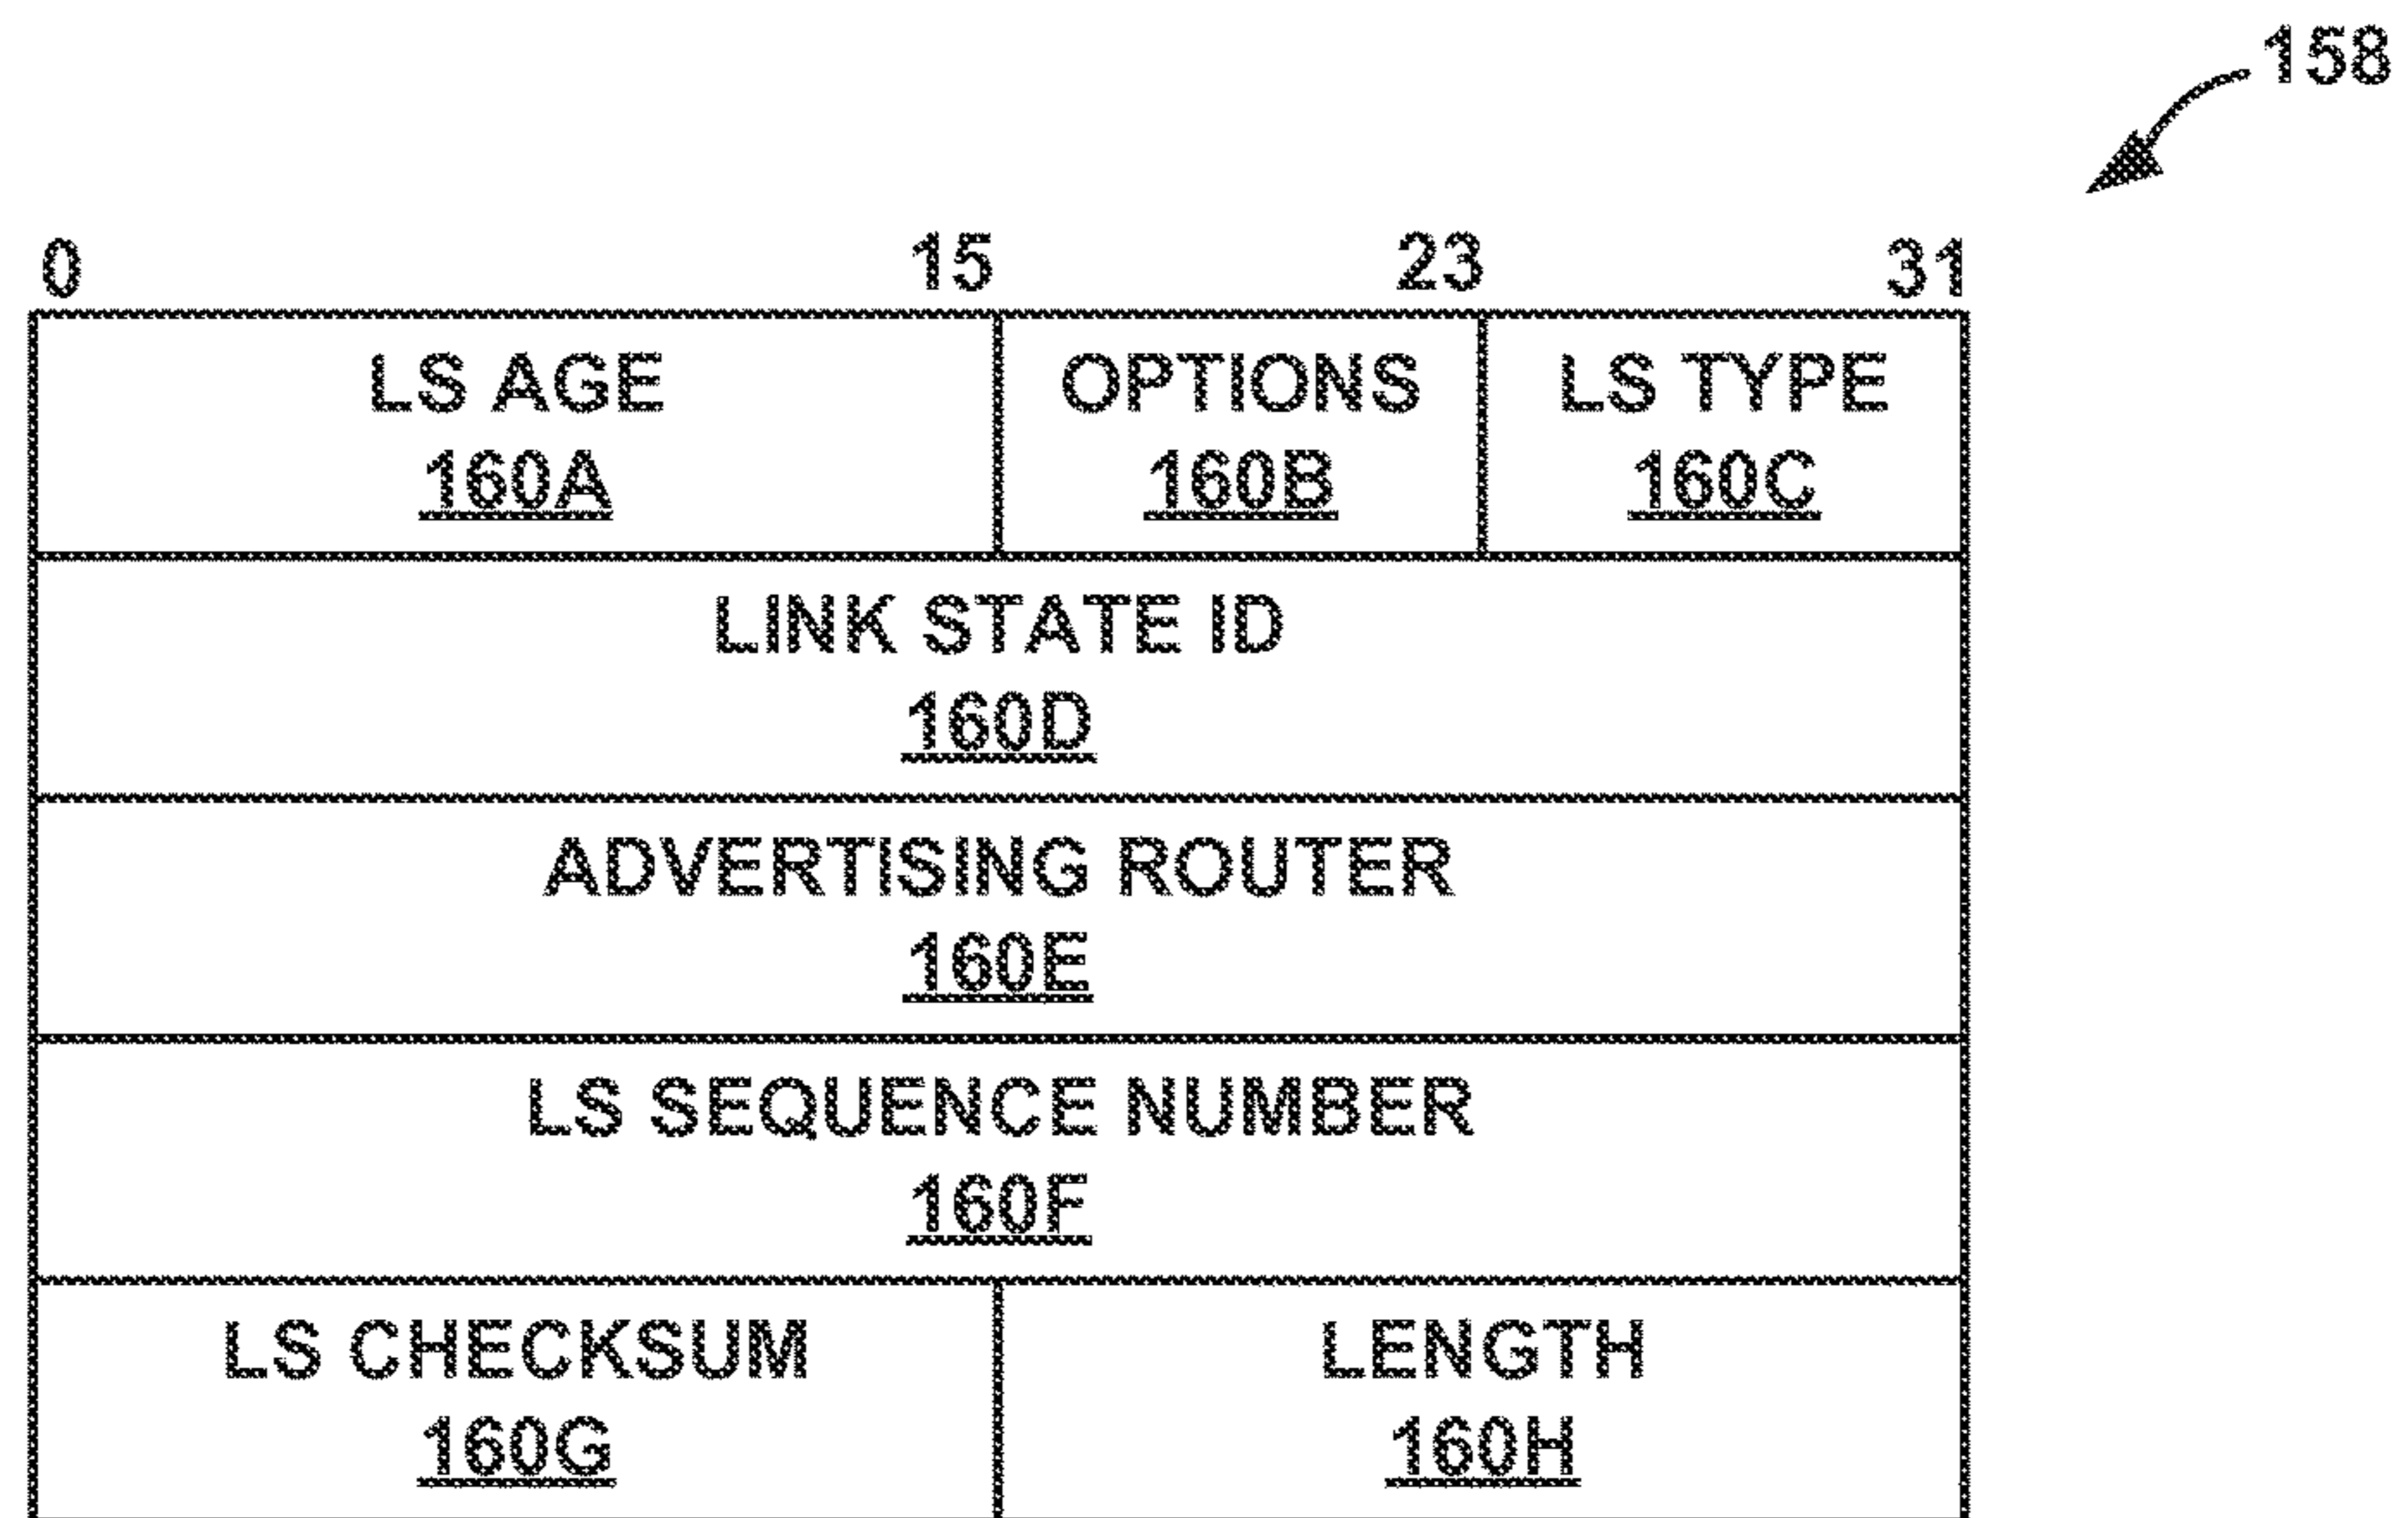 158
0 15 23 31
LS AGE OPTIONS LS TYPE
160A 160B 160C
LINK STATE ID
160D
ADVERTISING ROUTER
160E
LS SEQUENCE NUMBER
160F
LS CHECKSUM LENGTH
160G 160H